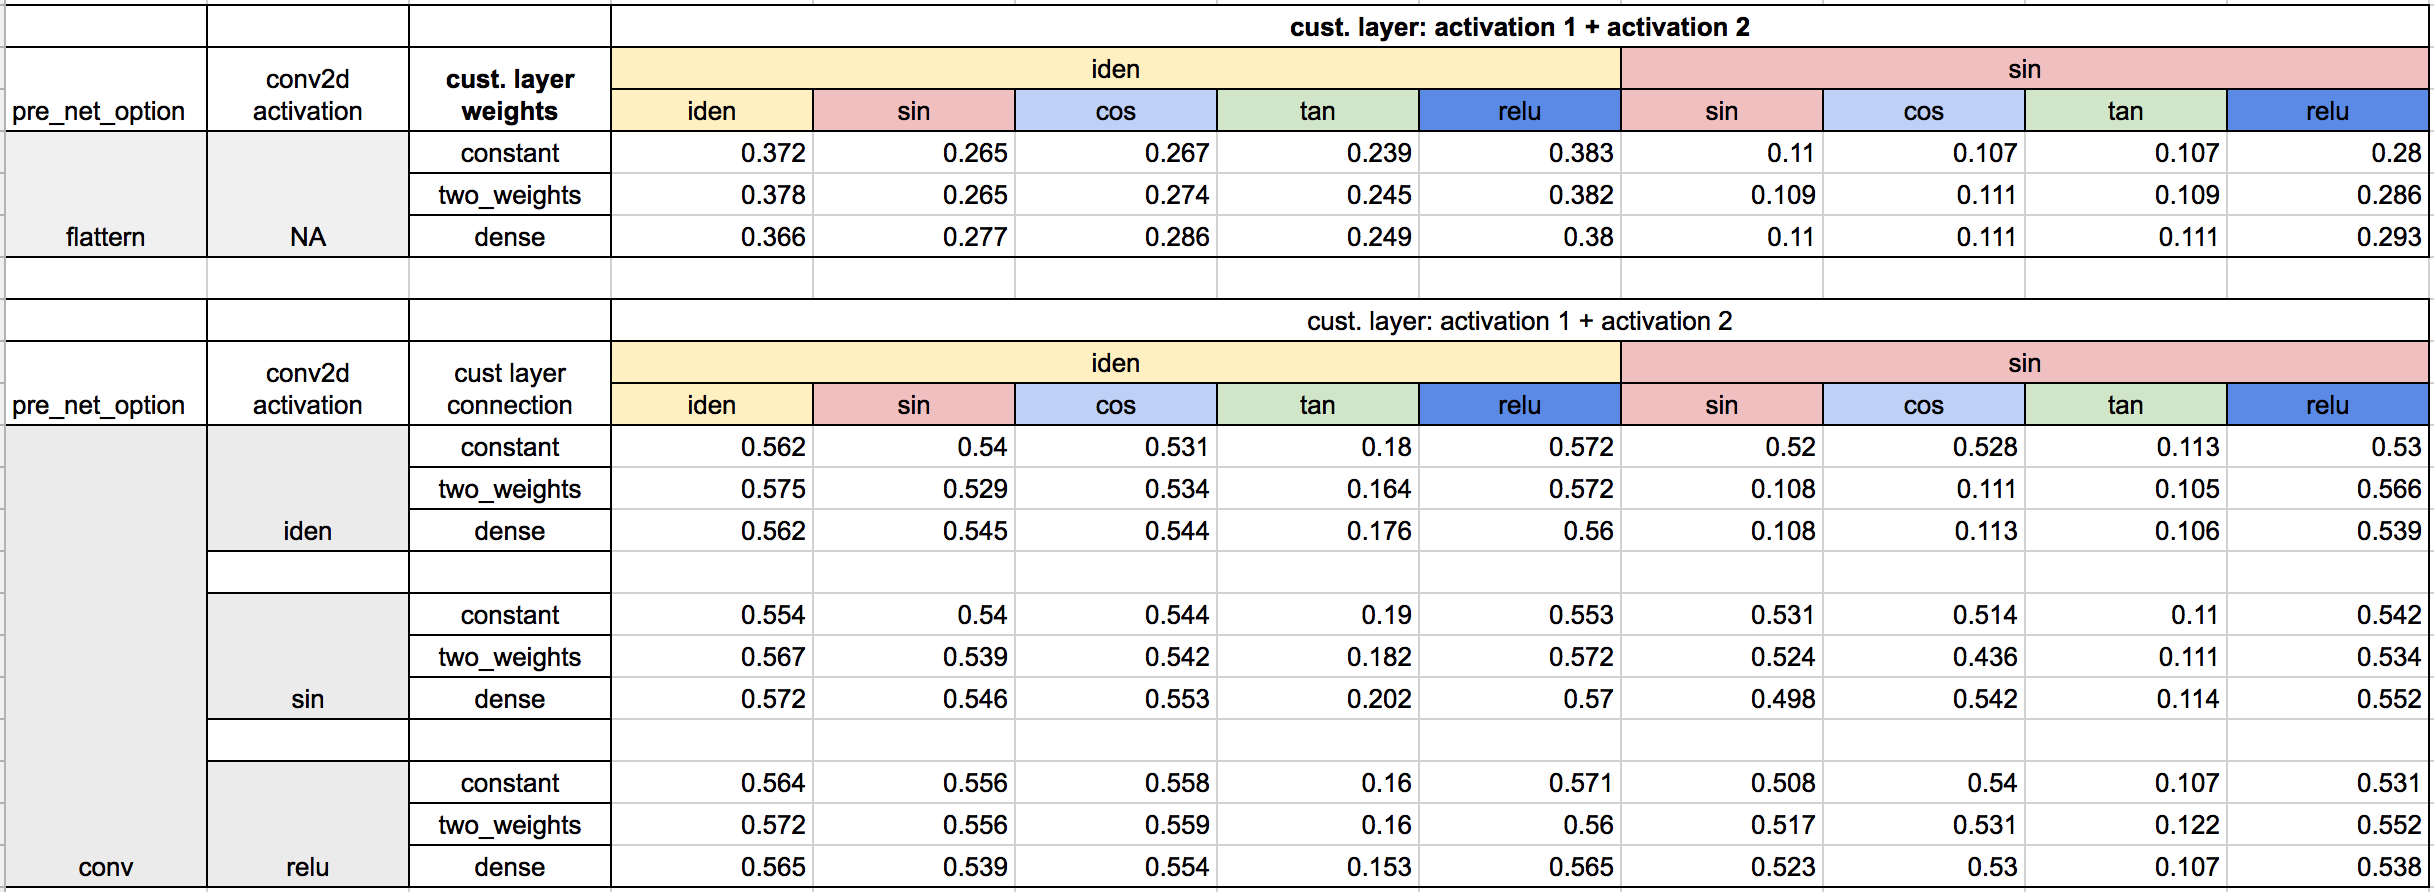 cust. layer: activation 1 + activation 2
pre_net_option conv2d activation cust. layer weights iden sin
iden sin cos tan relu sin cos tan relu
constant 0.372 0.265 0.267 0.239 0.383 0.11 0.107 0.107 0.28
two_weights 0.378 0.265 0.274 0.245 0.382 0.109 0.111 0.109 0.286
flattern NA dense 0.366 0.277 0.286 0.249 0.38 0.11 0.111 0.111 0.293
cust. layer: activation 1 + activation 2
pre_net_option conv2d activation cust layer connection iden sin
iden sin cos tan relu sin cos tan relu
constant 0.562 0.54 0.531 0.18 0.572 0.52 0.528 0.113 0.53
two_weights 0.575 0.529 0.534 0.164 0.572 0.108 0.111 0.105 0.566
iden dense 0.562 0.545 0.544 0.176 0.56 0.108 0.113 0.106 0.539
constant 0.554 0.54 0.544 0.19 0.553 0.531 0.514 0.11 0.542
two_weights 0.567 0.539 0.542 0.182 0.572 0.524 0.436 0.111 0.534
sin dense 0.572 0.546 0.553 0.202 0.57 0.498 0.542 0.114 0.552
constant 0.564 0.556 0.558 0.16 0.571 0.508 0.54 0.107 0.531
two_weights 0.572 0.556 0.559 0.16 0.56 0.517 0.531 0.122 0.552
conv relu dense 0.565 0.539 0.554 0.153 0.565 0.523 0.53 0.107 0.538